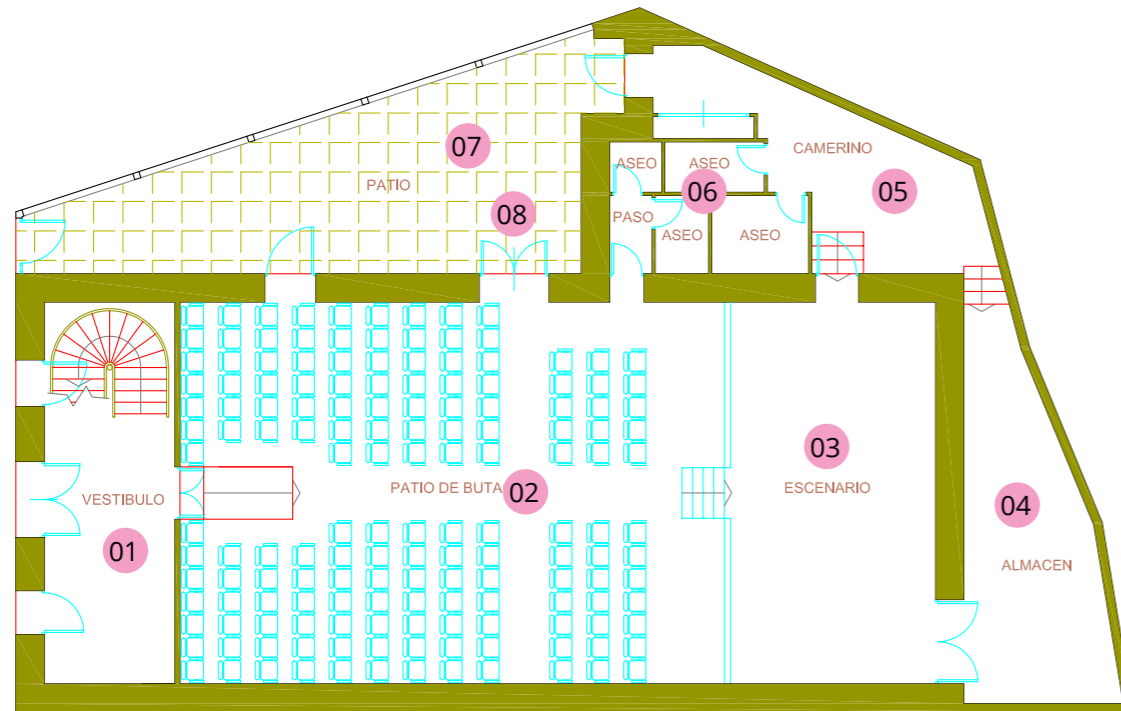 07
PATIO
08
ASEO
ASEO
06
PASO
ASEO
ASEO
CAMERINO
05
VESTIBULO
01
PATIO DE BUTA
02
03
ESCENARIO
04
ALMACEN